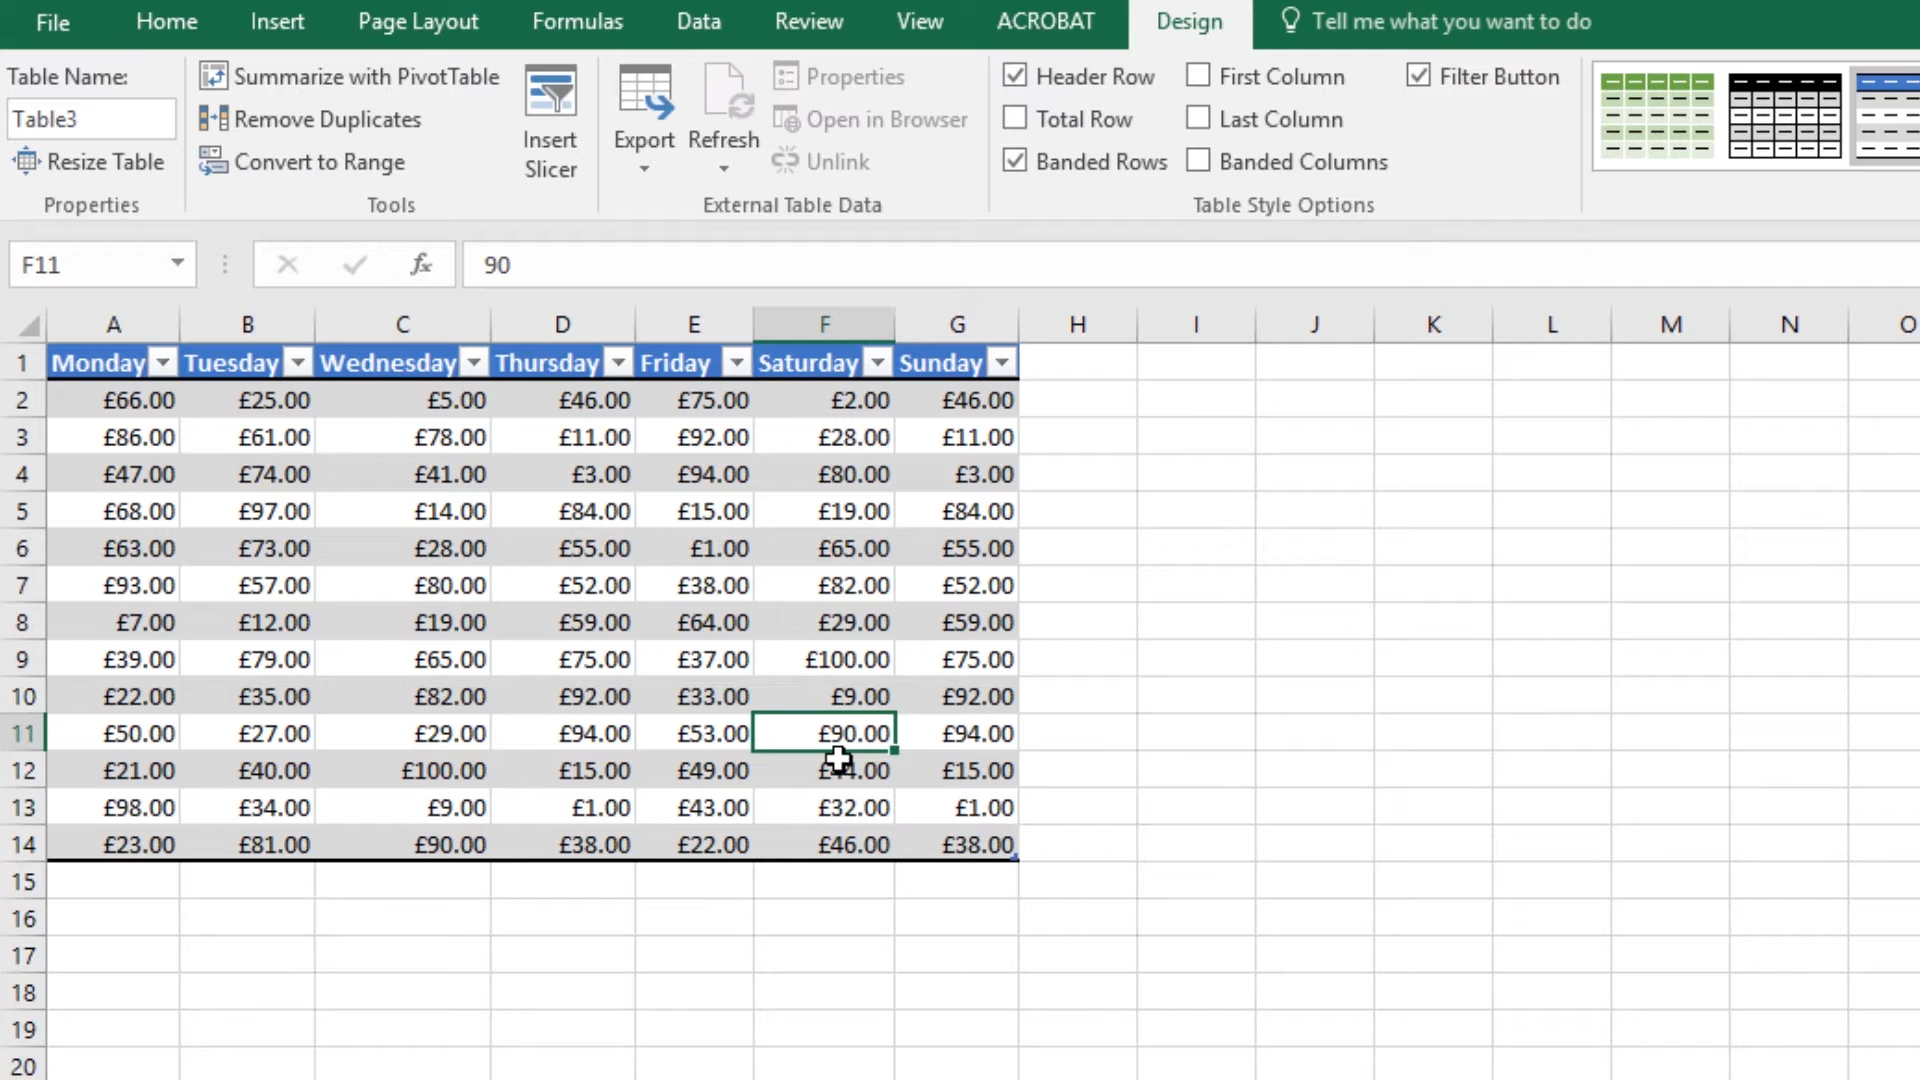 File Home Insert Page Layout Formulas Data Review View ACROBAT Design Tell me what you want to do
Table Name: Summarize with PivotTable Properties Header Row First Column Filter Button
Table3 Remove Duplicates Insert Slicer Export Refresh Open in Browser Total Row Last Column
Resize Table Convert to Range Unlink Banded Rows Banded Columns
Properties Tools External Table Data Table Style Options
F11 fx 90
A B C D E F G H I J K L M N O
1 Monday Tuesday Wednesday Thursday Friday Saturday Sunday
2 £66.00 £25.00 £5.00 £46.00 £75.00 £2.00 £46.00
3 £86.00 £61.00 £78.00 £11.00 £92.00 £28.00 £11.00
4 £47.00 £74.00 £41.00 £3.00 £94.00 £80.00 £3.00
5 £68.00 £97.00 £14.00 £84.00 £15.00 £19.00 £84.00
6 £63.00 £73.00 £28.00 £55.00 £1.00 £65.00 £55.00
7 £93.00 £57.00 £80.00 £52.00 £38.00 £82.00 £52.00
8 £7.00 £12.00 £19.00 £59.00 £64.00 £29.00 £59.00
9 £39.00 £79.00 £65.00 £75.00 £37.00 £100.00 £75.00
10 £22.00 £35.00 £82.00 £92.00 £33.00 £9.00 £92.00
11 £50.00 £27.00 £29.00 £94.00 £53.00 £90.00 £94.00
12 £21.00 £40.00 £100.00 £15.00 £49.00 £15.00
13 £98.00 £34.00 £9.00 £1.00 £43.00 £32.00 £1.00
14 £23.00 £81.00 £90.00 £38.00 £22.00 £46.00 £38.00
15
16
17
18
19
20